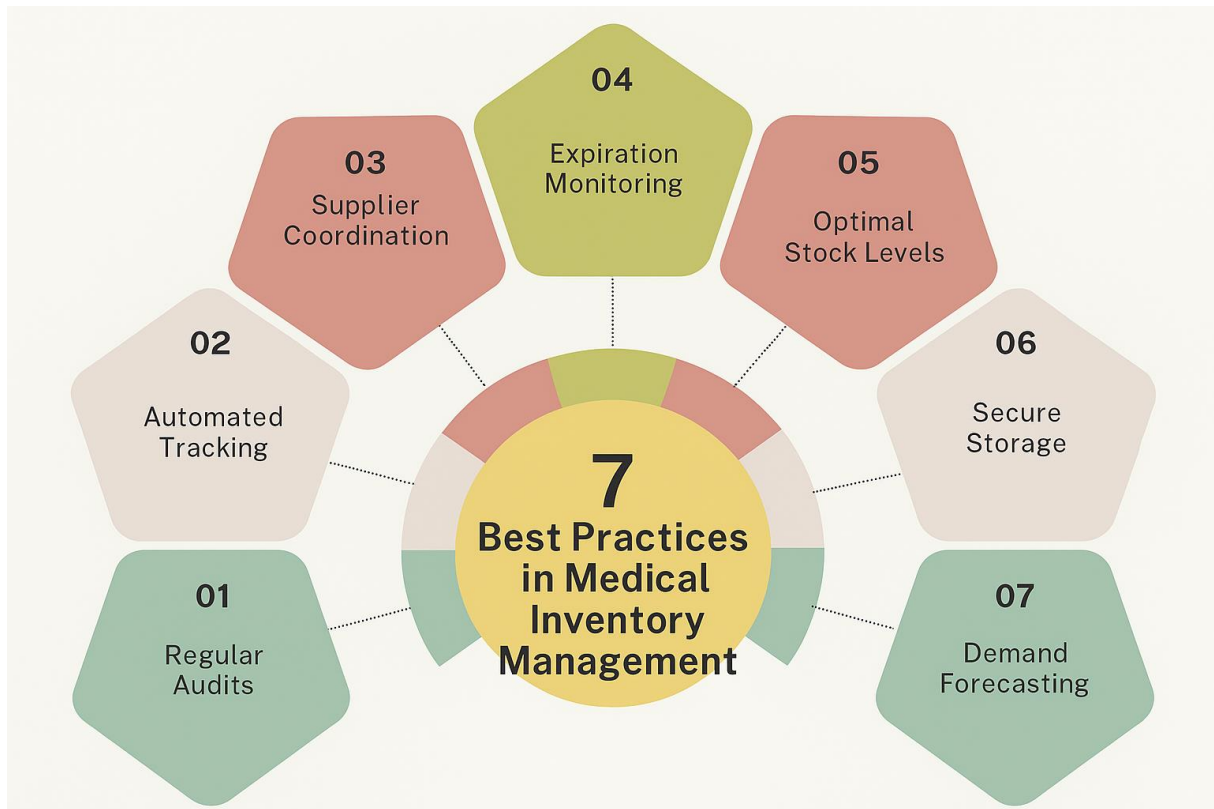 7
Best Practices
in Medical
Inventory
Management
01
Regular
Audits
02
Automated
Tracking
03
Supplier
Coordination
04
Expiration
Monitoring
05
Optimal
Stock Levels
06
Secure
Storage
07
Demand
Forecasting